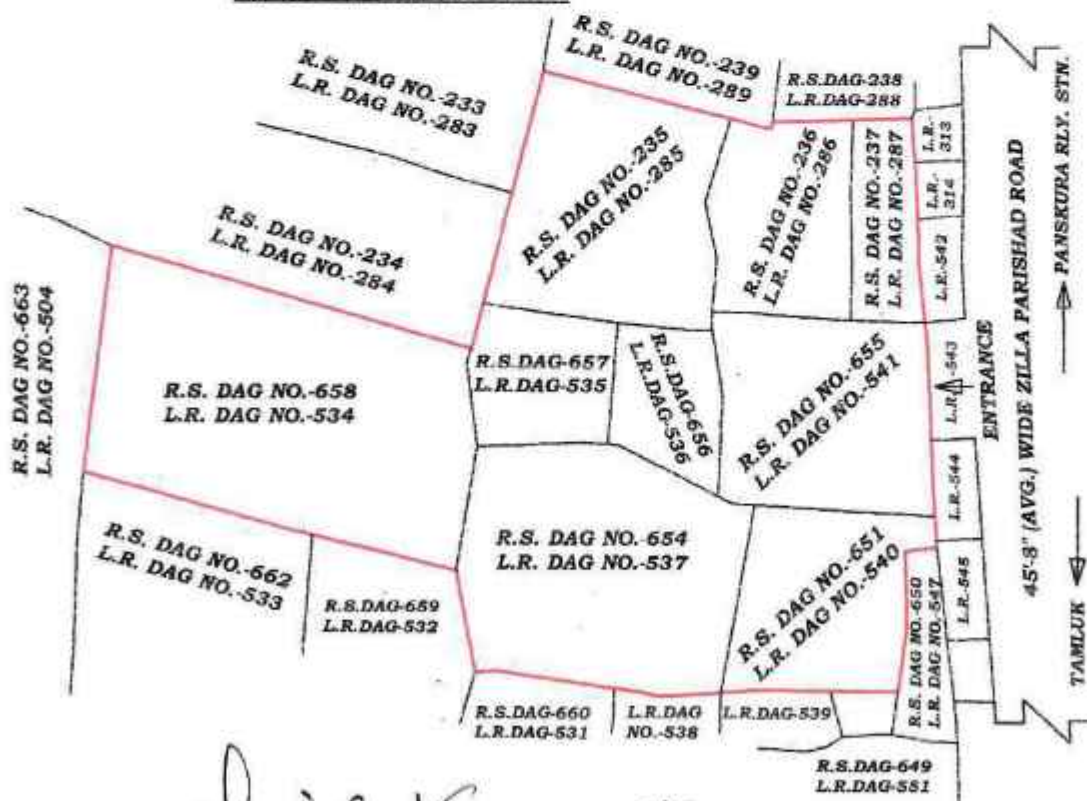 R.S. DAG NO.-239
L.R. DAG NO.-289
R.S. DAG NO.-233
L.R. DAG NO.-283
R.S.DAG-238
L.R.DAG-288
L.R.-
313
L.R.-
314
L.R.-542
R.S. DAG NO.-235
L.R. DAG NO.-285
R.S. DAG NO.-236
L.R. DAG NO.-286
R.S. DAG NO.-237
L.R. DAG NO.-287
R.S. DAG NO.-234
L.R. DAG NO.-284
R.S. DAG NO.-663
L.R. DAG NO.-504
R.S. DAG NO.-658
L.R. DAG NO.-534
R.S.DAG-657
L.R.DAG-535
R.S.DAG-656
L.R.DAG-536
R.S. DAG NO.-655
L.R. DAG NO.-541
L.R.-543
ENTRANCE
45'-8" (AVG.) WIDE ZILLA PARISHAD ROAD
PANSKURA RLY. STN.
TAMLUK
L.R.-544
L.R.-545
R.S. DAG NO.-654
L.R. DAG NO.-537
R.S. DAG NO.-651
L.R. DAG NO.-540
R.S. DAG NO.-650
L.R. DAG NO.-547
R.S. DAG NO.-662
L.R. DAG NO.-533
R.S.DAG-659
L.R.DAG-532
R.S.DAG-660
L.R.DAG-531
L.R.DAG
NO.-538
L.R.DAG-539
R.S.DAG-649
L.R.DAG-551